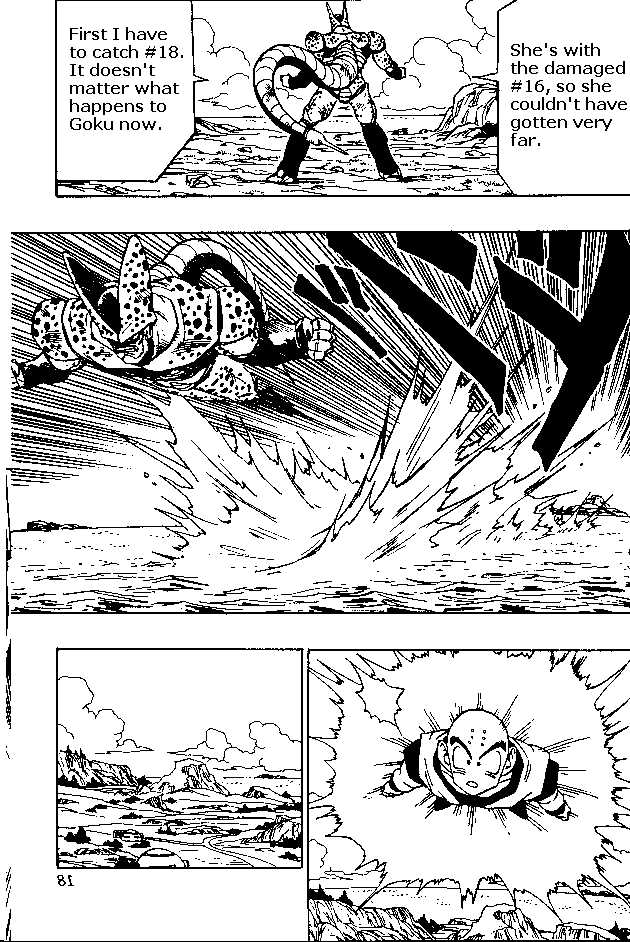 First I have
to catch #18.
It doesn't
matter what
happens to
Goku now.
She's with
the damaged
#16, so she
couldn't have
gotten very
far.
18